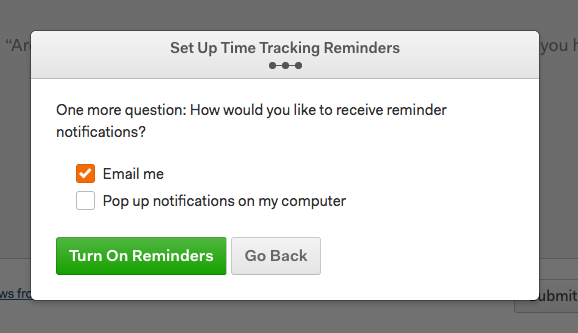 Set Up Time Tracking Reminders
One more question: How would you like to receive reminder
notifications?
Email me
Pop up notifications on my computer
Turn On Reminders
Go Back
you